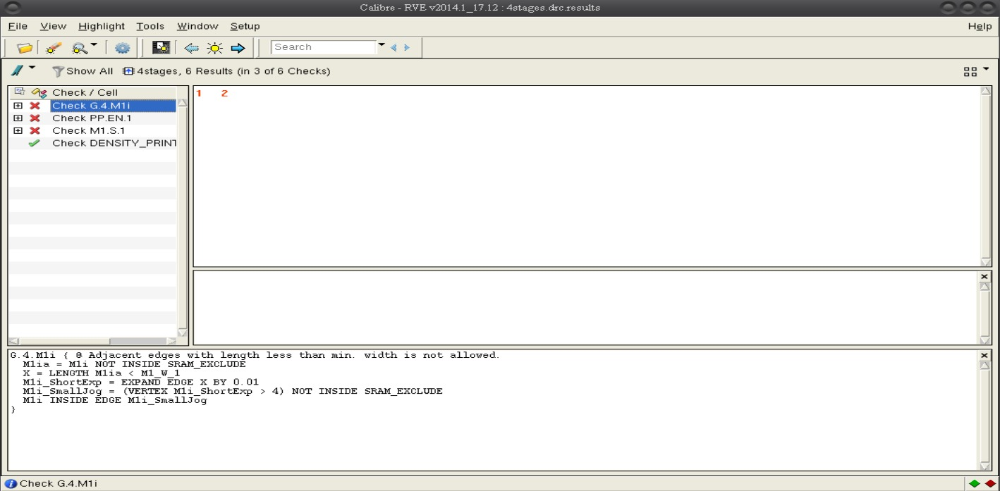 Calibre - RVE v2014.1_17.12 : 4stages.drc.results
File View Highlight Tools Window Setup Help
Search
Show All 4stages, 6 Results (in 3 of 6 Checks)
Check / Cell
1 2
Check G.4.M1i
Check PP.EN.1
Check M1.S.1
Check DENSITY_PRINT
G.4.M1i { @ Adjacent edges with length less than min. width is not allowed.
M1ia = M1i NOT INSIDE SRAM_EXCLUDE
X = LENGTH M1ia < M1_W_1
M1i_ShortExp = EXPAND EDGE X BY 0.01
M1i_SmallJog = (VERTEX M1i_ShortExp > 4) NOT INSIDE SRAM_EXCLUDE
M1i INSIDE EDGE M1i_SmallJog
}
Check G.4.M1i